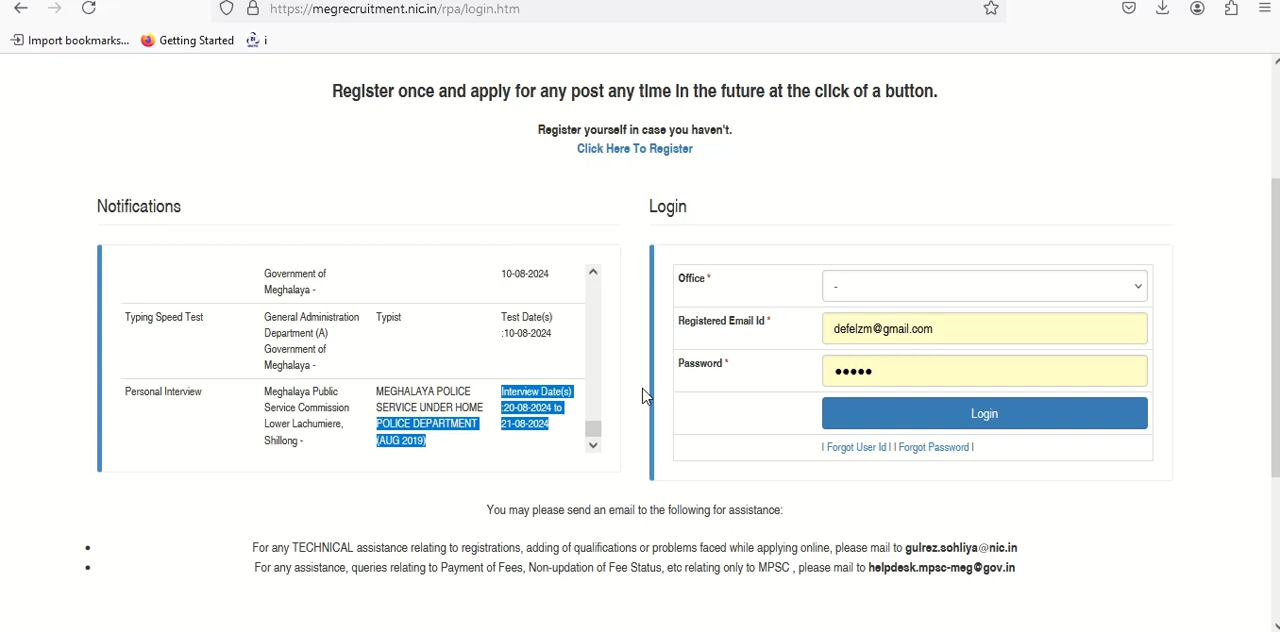 https://megrecruitment.nic.in/rpa/login.htm
Import bookmarks...
Getting Started
i
Register once and apply for any post any time in the future at the click of a button.
Register yourself in case you haven't.
Click Here To Register
Notifications
Government of
Meghalaya -
10-08-2024
Typing Speed Test
General Administration
Department (A)
Government of
Meghalaya -
Typist
Test Date(s)
:10-08-2024
Personal Interview
Meghalaya Public
Service Commission
Lower Lachumiere,
Shillong -
MEGHALAYA POLICE
SERVICE UNDER HOME
POLICE DEPARTMENT
(AUG 2019)
Interview Date(s)
:20-08-2024 to
21-08-2024
Login
Office *
-
Registered Email Id *
defelzm@gmail.com
Password *
●●●●●
Login
| Forgot User Id | | Forgot Password |
You may please send an email to the following for assistance:
• For any TECHNICAL assistance relating to registrations, adding of qualifications or problems faced while applying online, please mail to gulrez.sohliya@nic.in
• For any assistance, queries relating to Payment of Fees, Non-updation of Fee Status, etc relating only to MPSC , please mail to helpdesk.mpsc-meg@gov.in